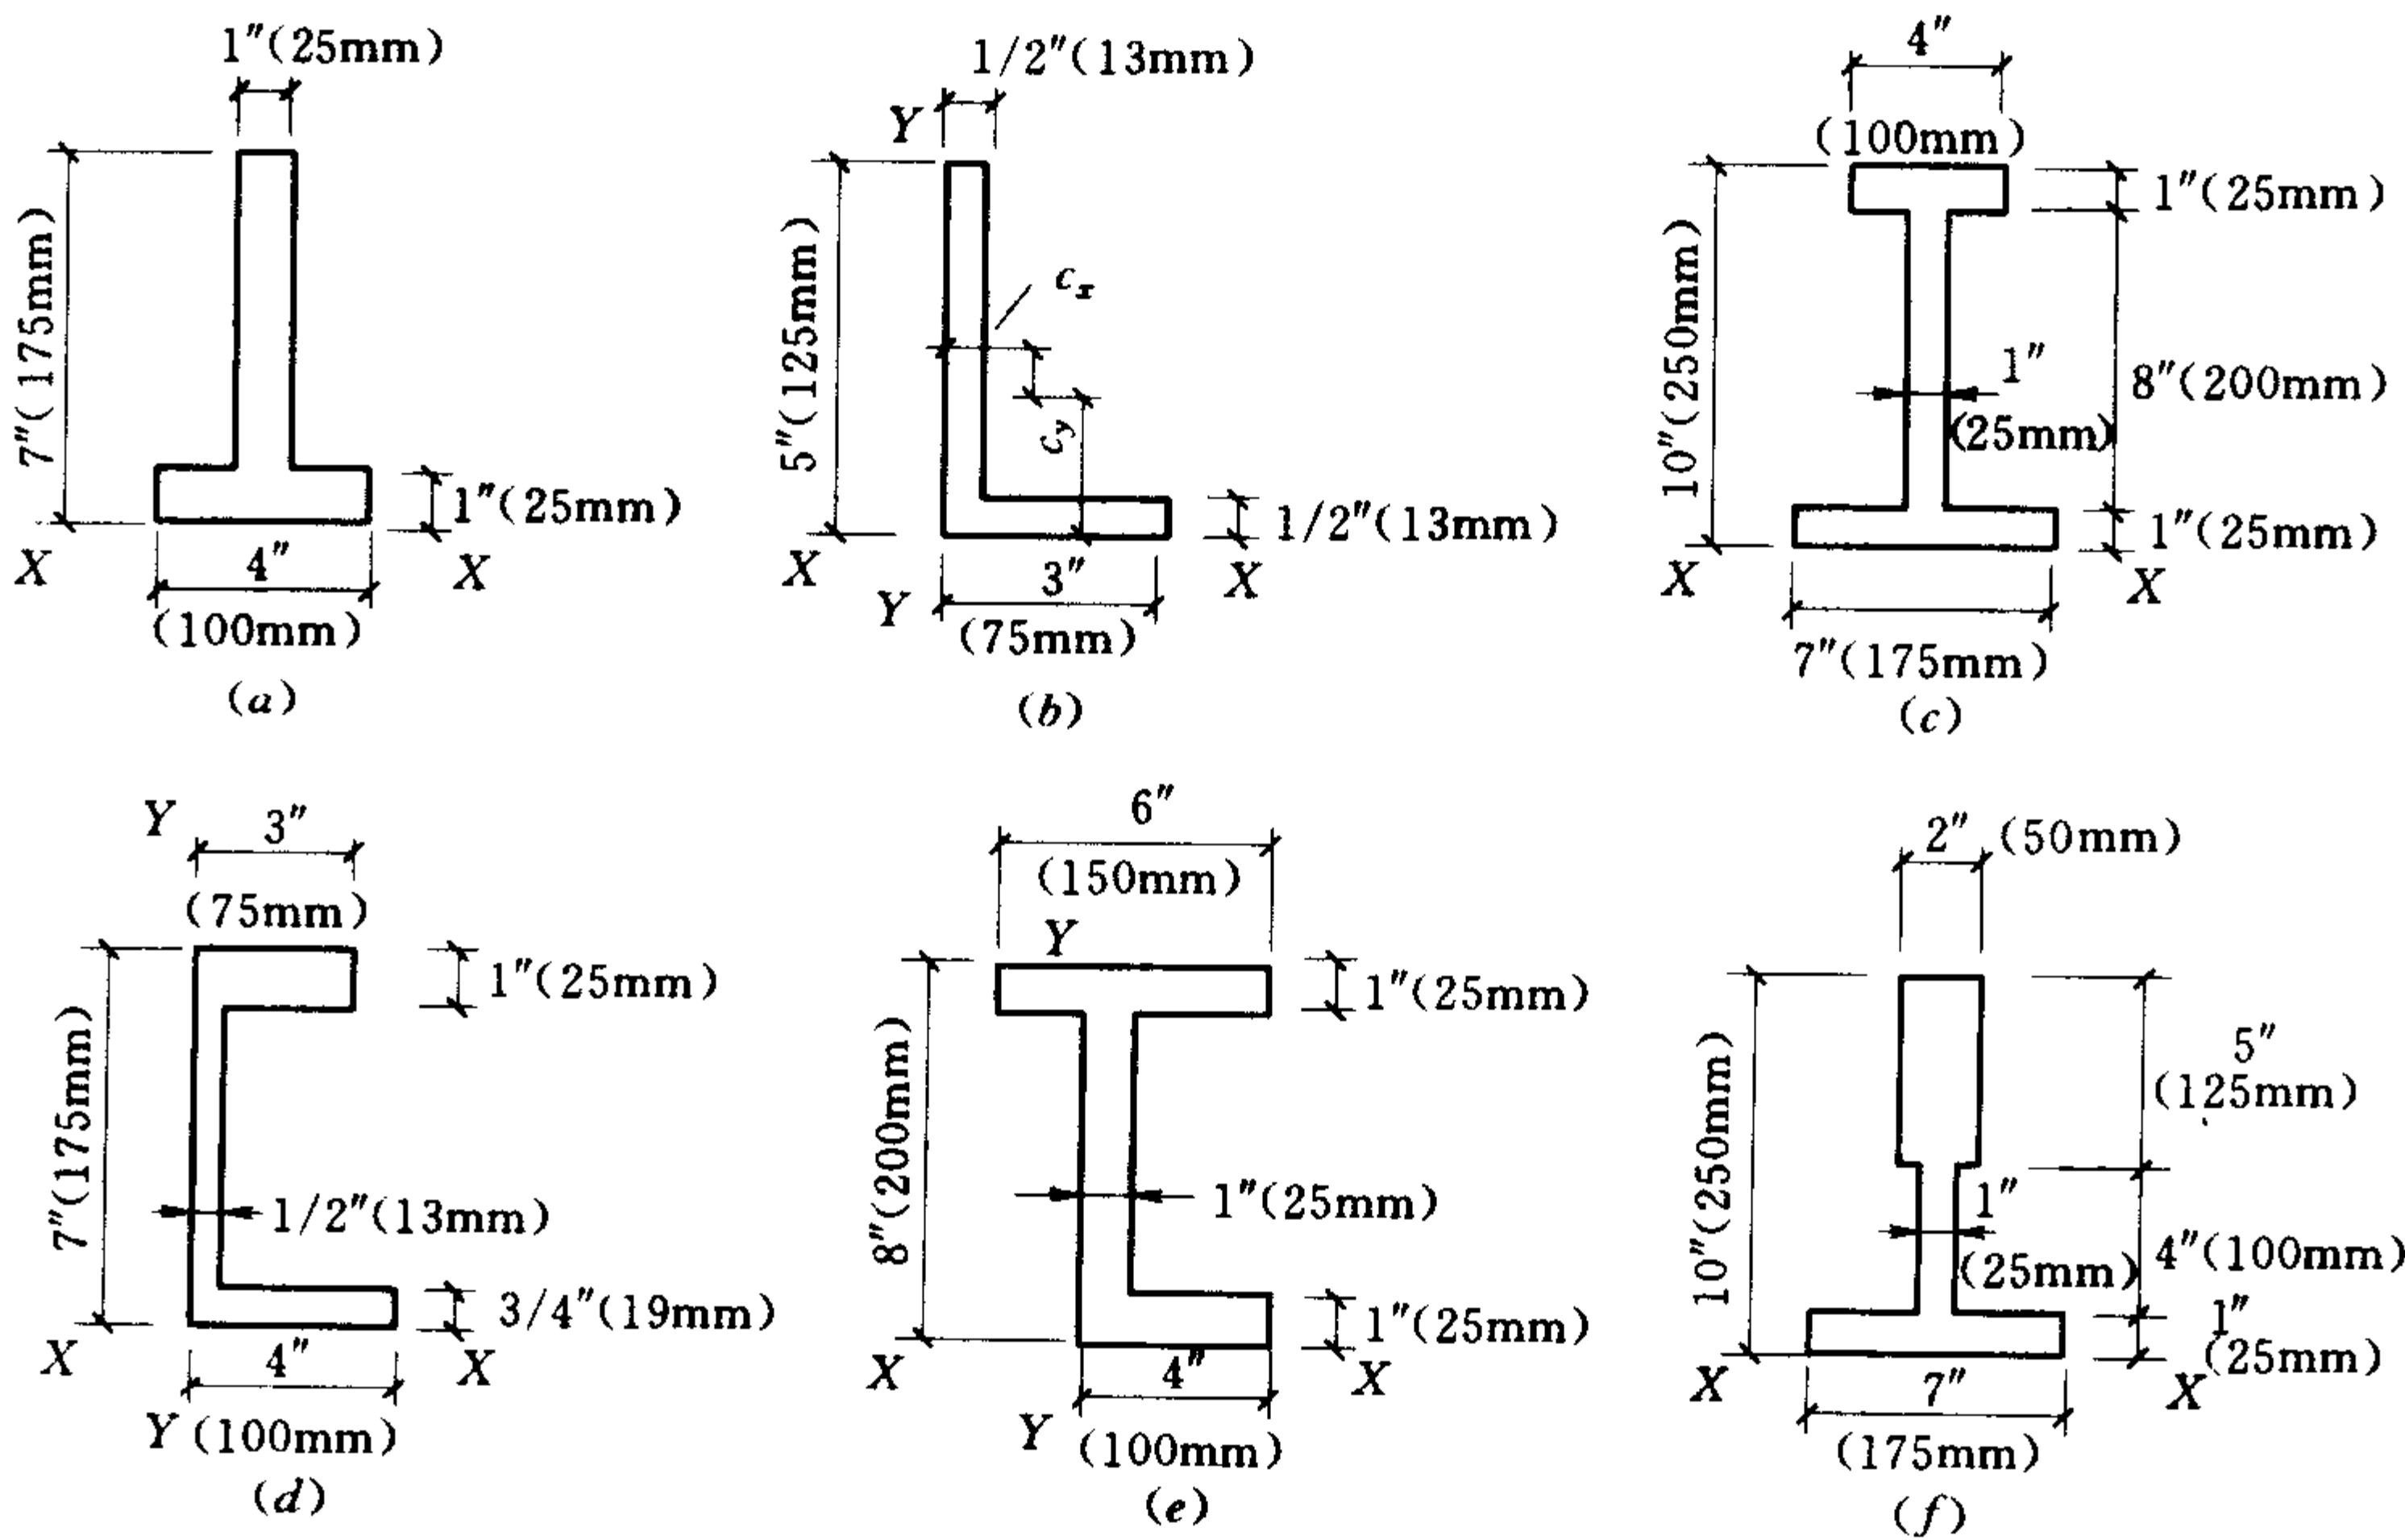 1″(25mm)
7″(175mm)
1″(25mm)
X
X
4″
(100mm)
(a)
1/2″(13mm)
Y
5″(125mm)
cx
cy
1/2″(13mm)
X
X
3″
Y
(75mm)
(b)
4″
(100mm)
1″(25mm)
10″(250mm)
1″
(25mm)
8″(200mm)
1″(25mm)
X
X
7″(175mm)
(c)
Y
3″
(75mm)
1″(25mm)
7″(175mm)
1/2″(13mm)
3/4″(19mm)
X
X
4″
Y
(100mm)
(d)
6″
(150mm)
Y
1″(25mm)
8″(200mm)
1″(25mm)
1″(25mm)
X
X
4″
Y
(100mm)
(e)
2″
(50mm)
5″
(125mm)
10″(250mm)
1″
(25mm)
4″(100mm)
1″
(25mm)
X
X
7″
(175mm)
(f)